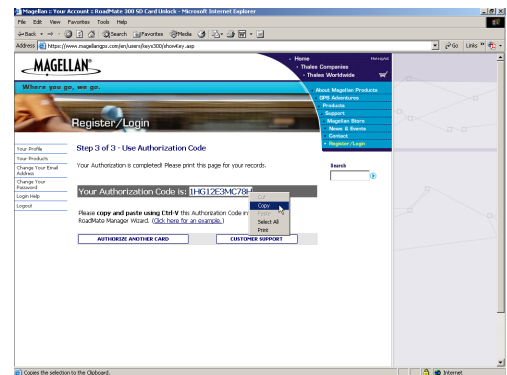 Magellan :: Your Account :: RoadMate 300 SD Card Unlock - Microsoft Internet Explorer
File Edit View Favorites Tools Help
Back Search Favorites Media
Address https://www.magellangps.com/en/users/keys300/showKey.asp Go Links »
MAGELLAN®
Where you go, we go.
Home
Thales Companies
Thales Worldwide
About Magellan Products
GPS Adventures
Products
Support
Magellan Store
News & Events
Contact
Register/Login
Register/Login
Your Profile
Your Products
Change Your Email Address
Change Your Password
Login Help
Logout
Step 3 of 3 - Use Authorization Code
Your Authorization is completed! Please print this page for your records.
Search
Your Authorization Code is: 1HG12E3MC78H
Cut
Copy
Paste
Select All
Print
Please copy and paste using Ctrl-V this Authorization Code in
RoadMate Manager Wizard. (Click here for an example.)
AUTHORIZE ANOTHER CARD CUSTOMER SUPPORT
Copies the selection to the Clipboard. Internet